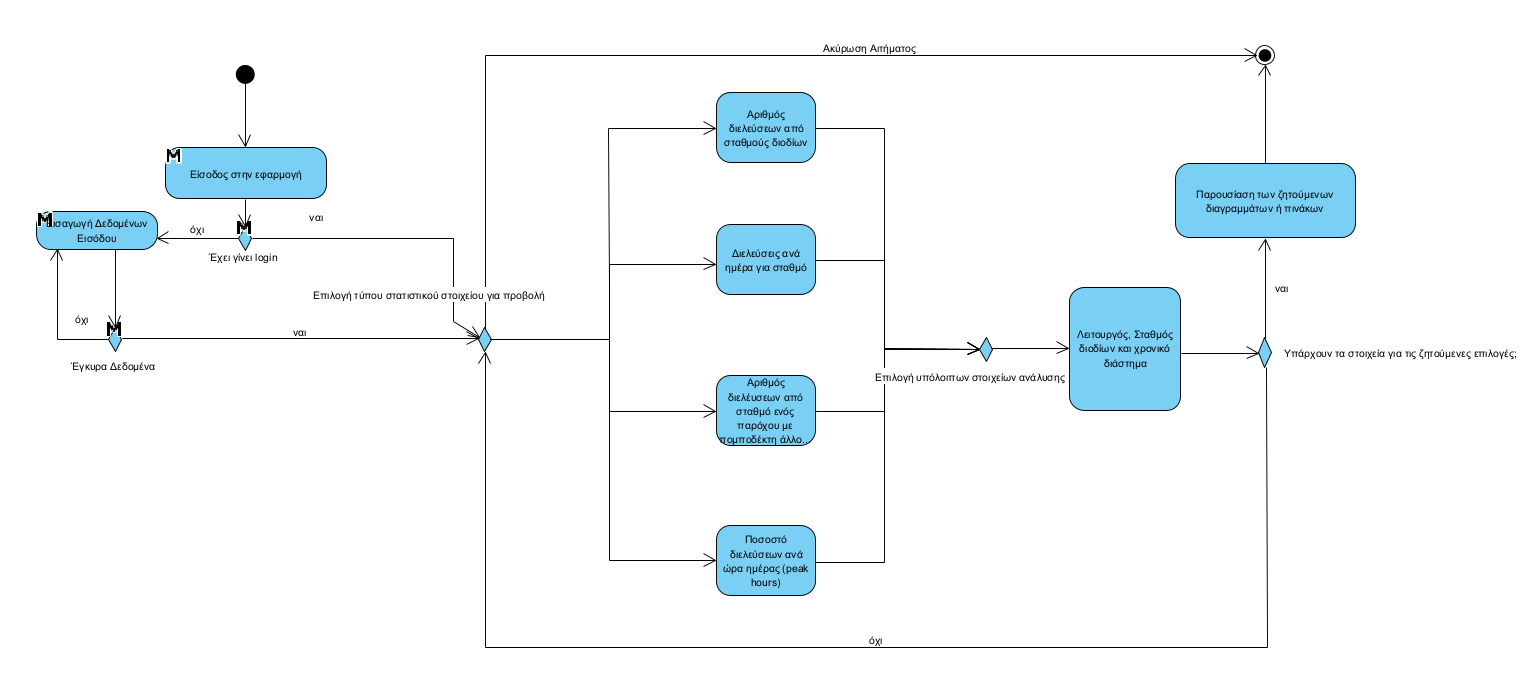 Ακύρωση Αιτήματος
Αριθμός
διελεύσεων από
σταθμούς διοδίων
Είσοδος στην εφαρμογή
ναι
όχι
Εισαγωγή Δεδομένων
Εισόδου
Έχει γίνει login
Παρουσίαση των ζητούμενων
διαγραμμάτων ή πινάκων
Διελεύσεις ανά
ημέρα για σταθμό
Επιλογή τύπου στατιστικού στοιχείου για προβολή
ναι
όχι
ναι
Έγκυρα Δεδομένα
Λειτουργός, Σταθμός
διοδίων και χρονικό
διάστημα
Υπάρχουν τα στοιχεία για τις ζητούμενες επιλογές;
Επιλογή υπόλοιπων στοιχείων ανάλυσης
Αριθμός
διελέυσεων από
σταθμό ενός
παρόχου με
πομποδέκτη άλλο...
Ποσοστό
διελεύσεων ανά
ώρα ημέρας (peak
hours)
όχι